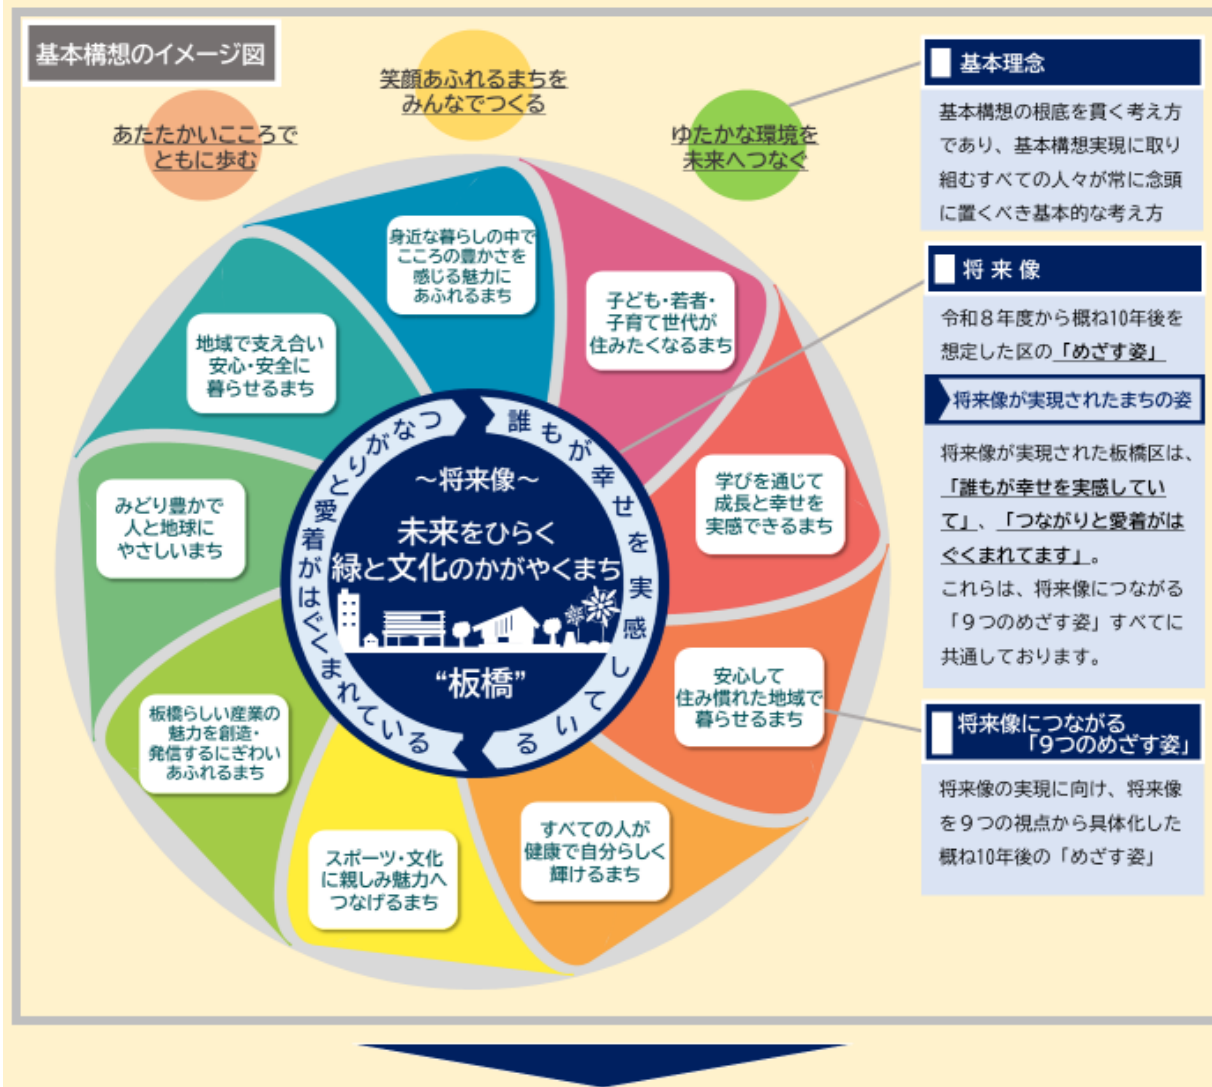 基本構想のイメージ図
あたたかいこころで
ともに歩む
笑顔あふれるまちを
みんなでつくる
ゆたかな環境を
未来へつなぐ
身近な暮らしの中で
こころの豊かさを
感じる魅力に
あふれるまち
子ども・若者・
子育て世代が
住みたくなるまち
学びを通じて
成長と幸せを
実感できるまち
安心して
住み慣れた地域で
暮らせるまち
すべての人が
健康で自分らしく
輝けるまち
スポーツ・文化
に親しみ魅力へ
つなげるまち
板橋らしい産業の
魅力を創造・
発信するにぎわい
あふれるまち
みどり豊かで
人と地球に
やさしいまち
地域で支え合い
安心・安全に
暮らせるまち
誰もが幸せを実感している
つながりと愛着がはぐくまれている
～将来像～
未来をひらく
緑と文化のかがやくまち
“板橋”
基本理念
基本構想の根底を貫く考え方
であり、基本構想実現に取り
組むすべての人々が常に念頭
に置くべき基本的な考え方
将来像
令和８年度から概ね10年後を
想定した区の「めざす姿」
将来像が実現されたまちの姿
将来像が実現された板橋区は、
「誰もが幸せを実感してい
て」、「つながりと愛着がは
ぐくまれてます」。
これらは、将来像につながる
「９つのめざす姿」すべてに
共通しております。
将来像につながる
「９つのめざす姿」
将来像の実現に向け、将来像
を９つの視点から具体化した
概ね10年後の「めざす姿」